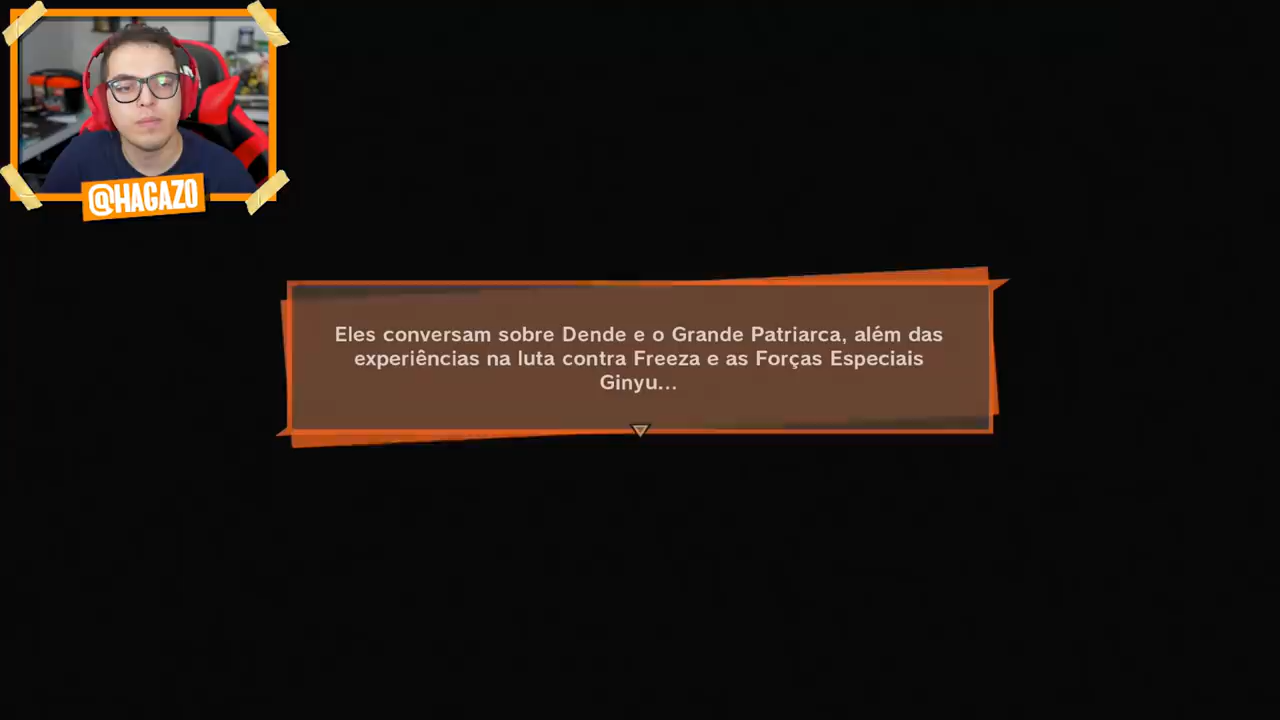 @HAGAZO
Eles conversam sobre Dende e o Grande Patriarca, além das
experiências na luta contra Freeza e as Forças Especiais
Ginyu...